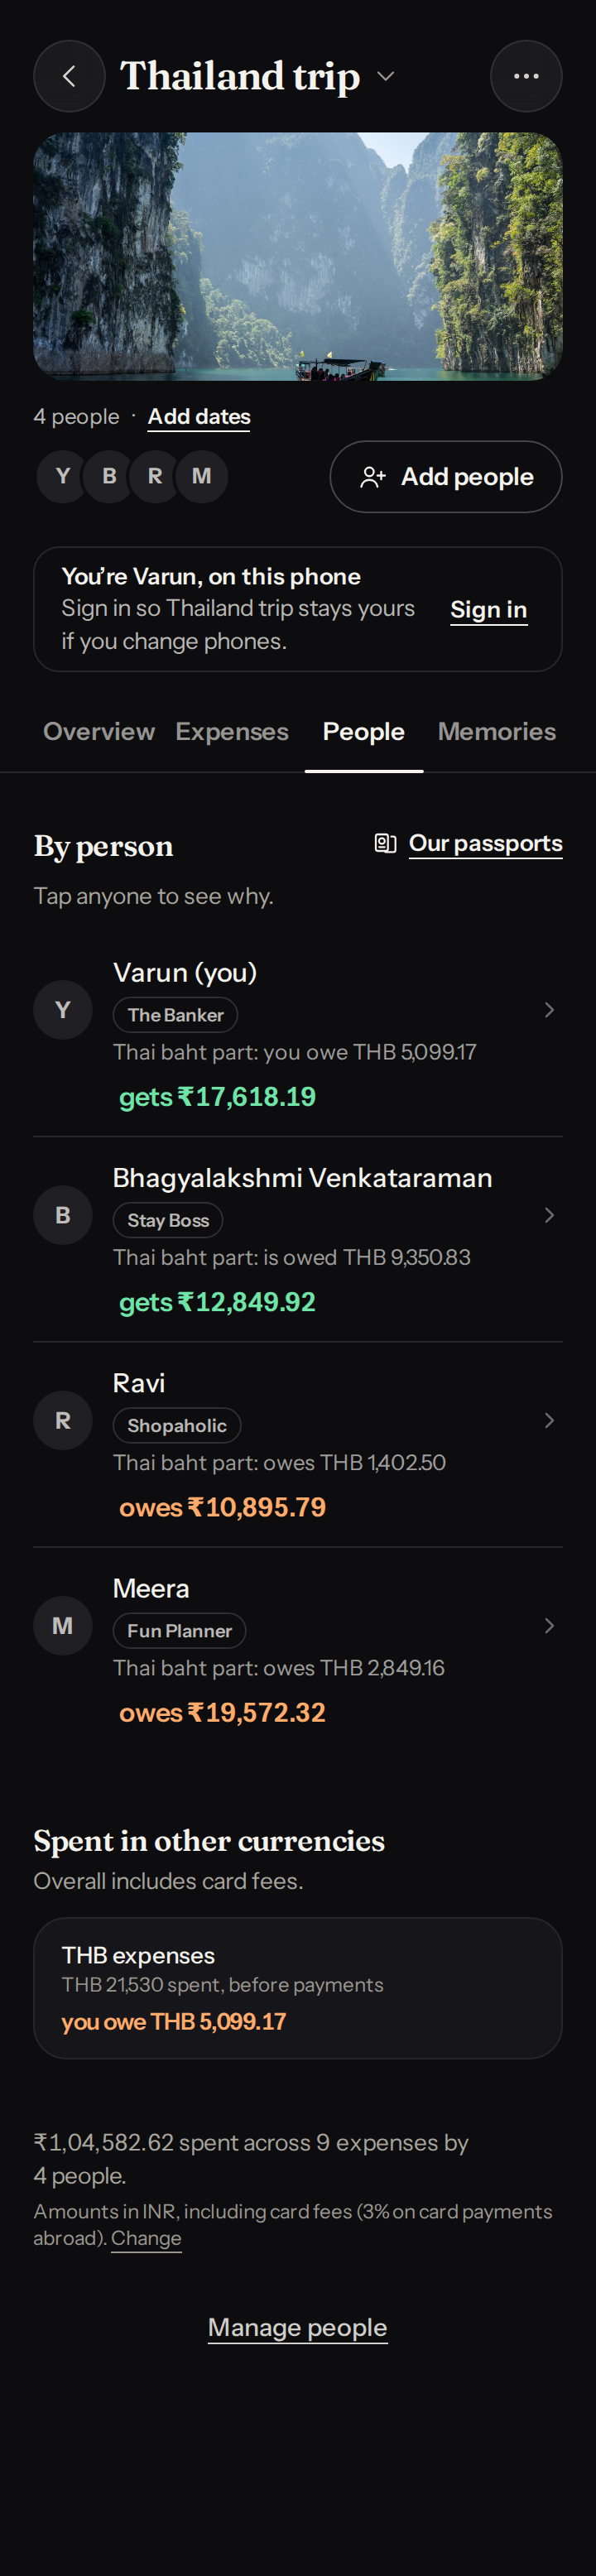 Thailand trip
4 people · Add dates
Y B R M
Add people
You’re Varun, on this phone
Sign in so Thailand trip stays yours
if you change phones.
Sign in
Overview Expenses People Memories
By person
Our passports
Tap anyone to see why.
Y
Varun (you)
The Banker
Thai baht part: you owe THB 5,099.17
gets ₹17,618.19
B
Bhagyalakshmi Venkataraman
Stay Boss
Thai baht part: is owed THB 9,350.83
gets ₹12,849.92
R
Ravi
Shopaholic
Thai baht part: owes THB 1,402.50
owes ₹10,895.79
M
Meera
Fun Planner
Thai baht part: owes THB 2,849.16
owes ₹19,572.32
Spent in other currencies
Overall includes card fees.
THB expenses
THB 21,530 spent, before payments
you owe THB 5,099.17
₹1,04,582.62 spent across 9 expenses by
4 people.
Amounts in INR, including card fees (3% on card payments
abroad). Change
Manage people